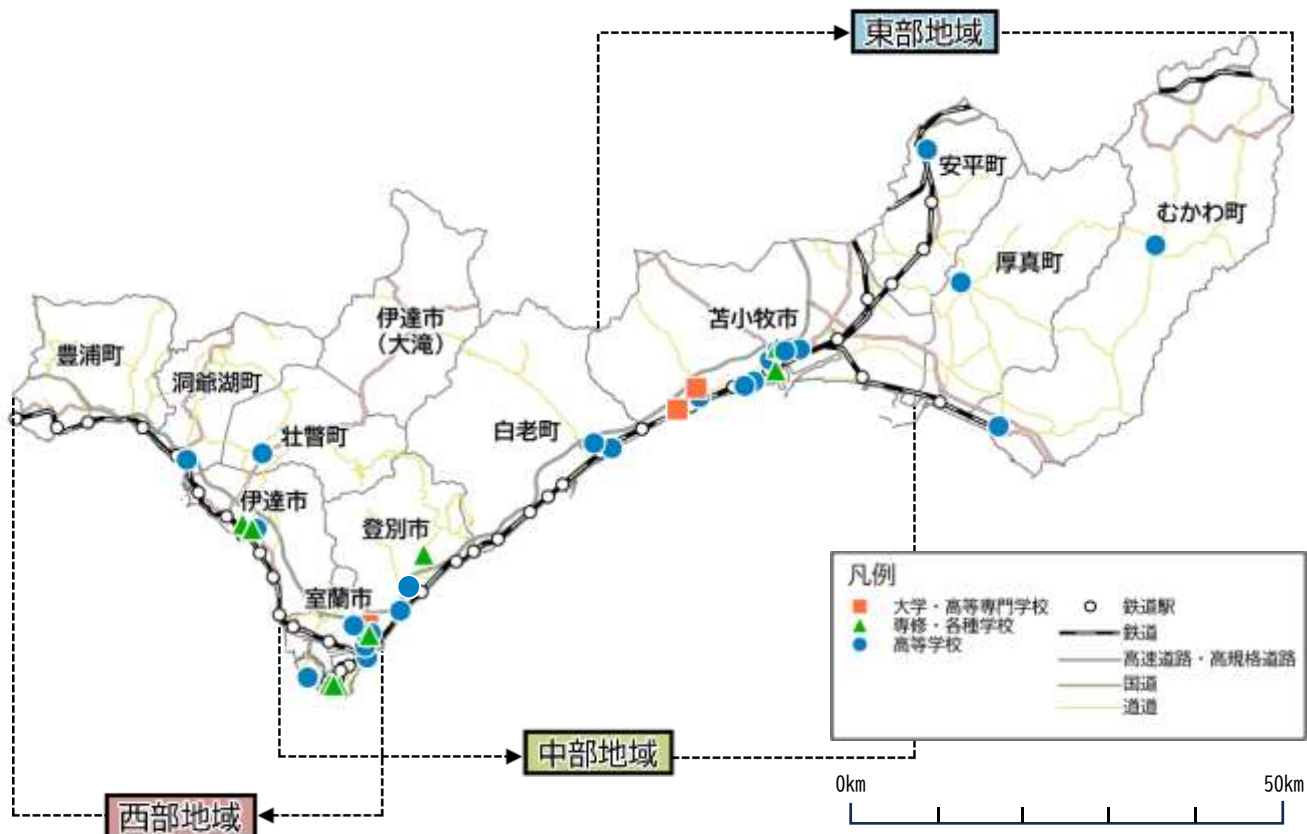 東部地域
安平町
むかわ町
厚真町
苫小牧市
伊達市
(大滝)
豊浦町
洞爺湖町
壮瞥町
白老町
伊達市
登別市
室蘭市
凡例
大学・高等専門学校
専修・各種学校
高等学校
鉄道駅
鉄道
高速道路・高規格道路
国道
道道
中部地域
西部地域
0km
50km